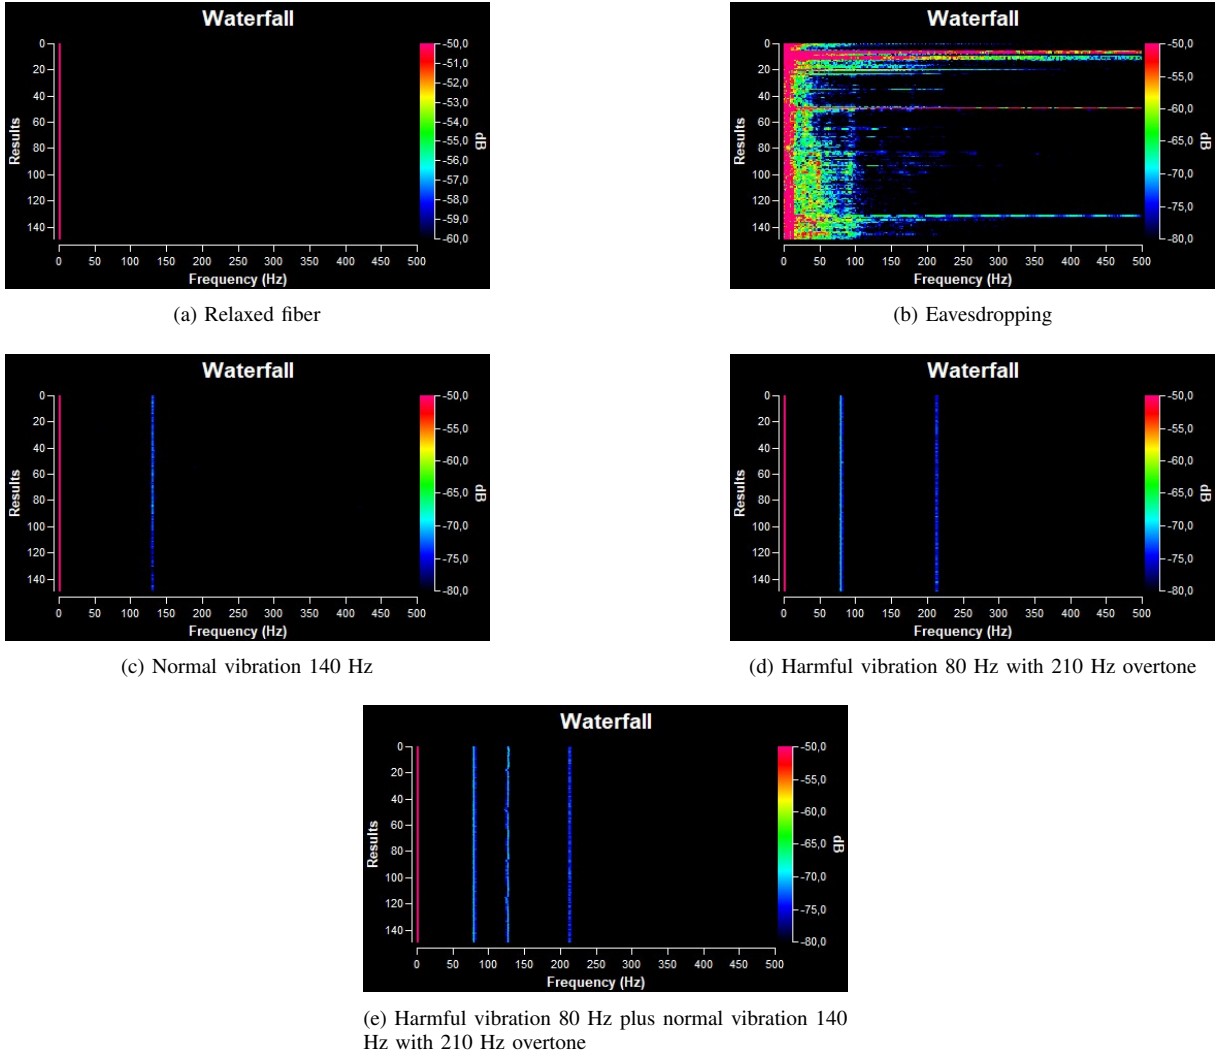 Waterfall
0
20
40
60
80
100
120
140
Results
0 50 100 150 200 250 300 350 400 450 500
Frequency (Hz)
-50,0
-51,0
-52,0
-53,0
-54,0
-55,0
-56,0
-57,0
-58,0
-59,0
-60,0
dB
(a) Relaxed fiber
Waterfall
0
20
40
60
80
100
120
140
Results
0 50 100 150 200 250 300 350 400 450 500
Frequency (Hz)
-50,0
-55,0
-60,0
-65,0
-70,0
-75,0
-80,0
dB
(b) Eavesdropping
Waterfall
0
20
40
60
80
100
120
140
Results
0 50 100 150 200 250 300 350 400 450 500
Frequency (Hz)
-50,0
-55,0
-60,0
-65,0
-70,0
-75,0
-80,0
dB
(c) Normal vibration 140 Hz
Waterfall
0
20
40
60
80
100
120
140
Results
0 50 100 150 200 250 300 350 400 450 500
Frequency (Hz)
-50,0
-55,0
-60,0
-65,0
-70,0
-75,0
-80,0
dB
(d) Harmful vibration 80 Hz with 210 Hz overtone
Waterfall
0
20
40
60
80
100
120
140
Results
0 50 100 150 200 250 300 350 400 450 500
Frequency (Hz)
-50,0
-55,0
-60,0
-65,0
-70,0
-75,0
-80,0
dB
(e) Harmful vibration 80 Hz plus normal vibration 140
Hz with 210 Hz overtone